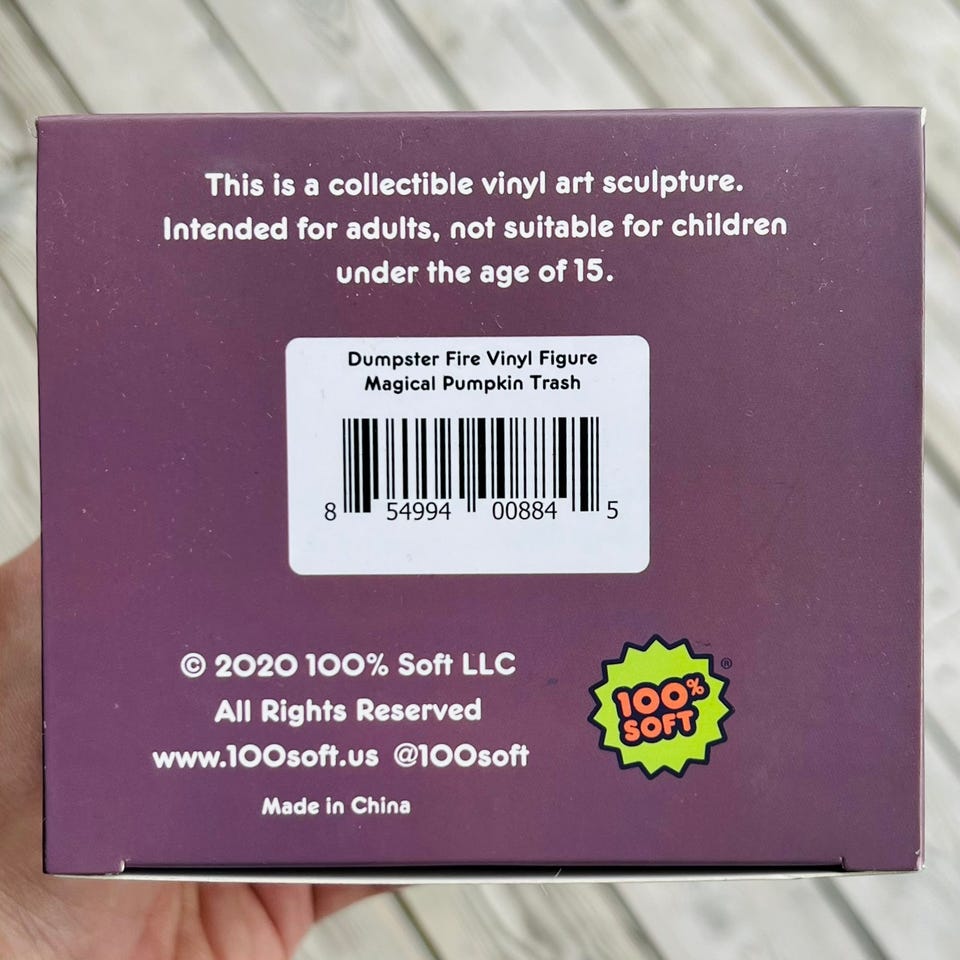 This is a collectible vinyl art sculpture.
Intended for adults, not suitable for children
under the age of 15.
Dumpster Fire Vinyl Figure
Magical Pumpkin Trash
8 54994 00884 5
© 2020 100% Soft LLC
All Rights Reserved
www.100soft.us @100soft
Made in China
100%
SOFT
®